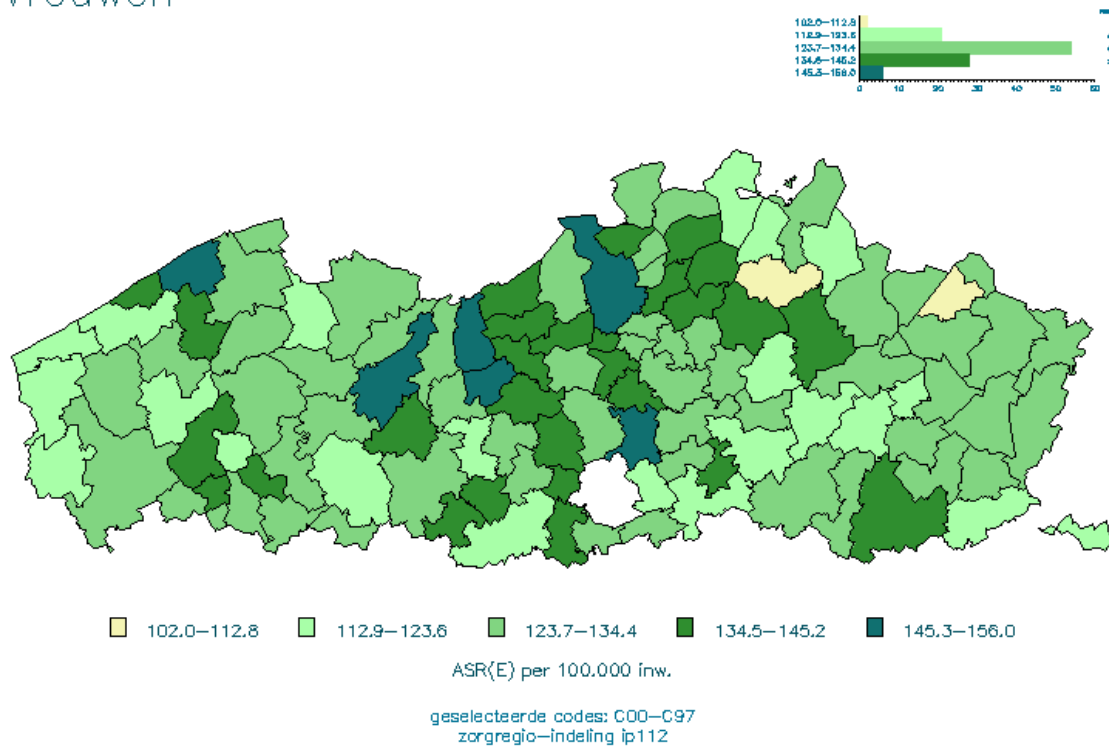 102.0—112.8
112.9—123.6
123.7—134.4
134.5—145.2
145.3—156.0
0 10 20 30 40 50 60
102.0—112.8 112.9—123.6 123.7—134.4 134.5—145.2 145.3—156.0
ASR(E) per 100.000 inw.
geselecteerde codes: C00—C97
zorgregio—indeling ip112